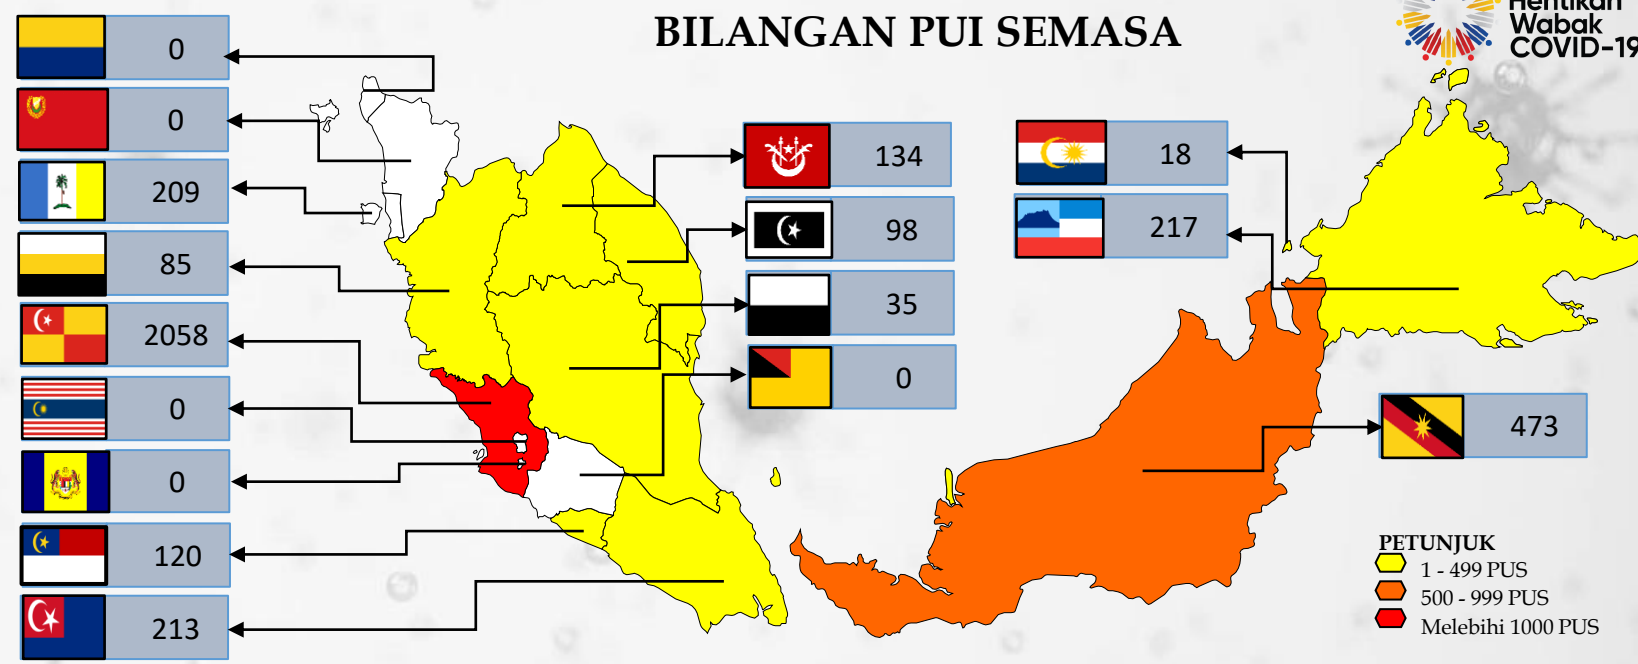 BILANGAN PUI SEMASA
Hentikan
Wabak
COVID-19
0
0
209
85
2058
0
0
120
213
134
98
35
0
18
217
473
PETUNJUK
1 - 499 PUS
500 - 999 PUS
Melebihi 1000 PUS